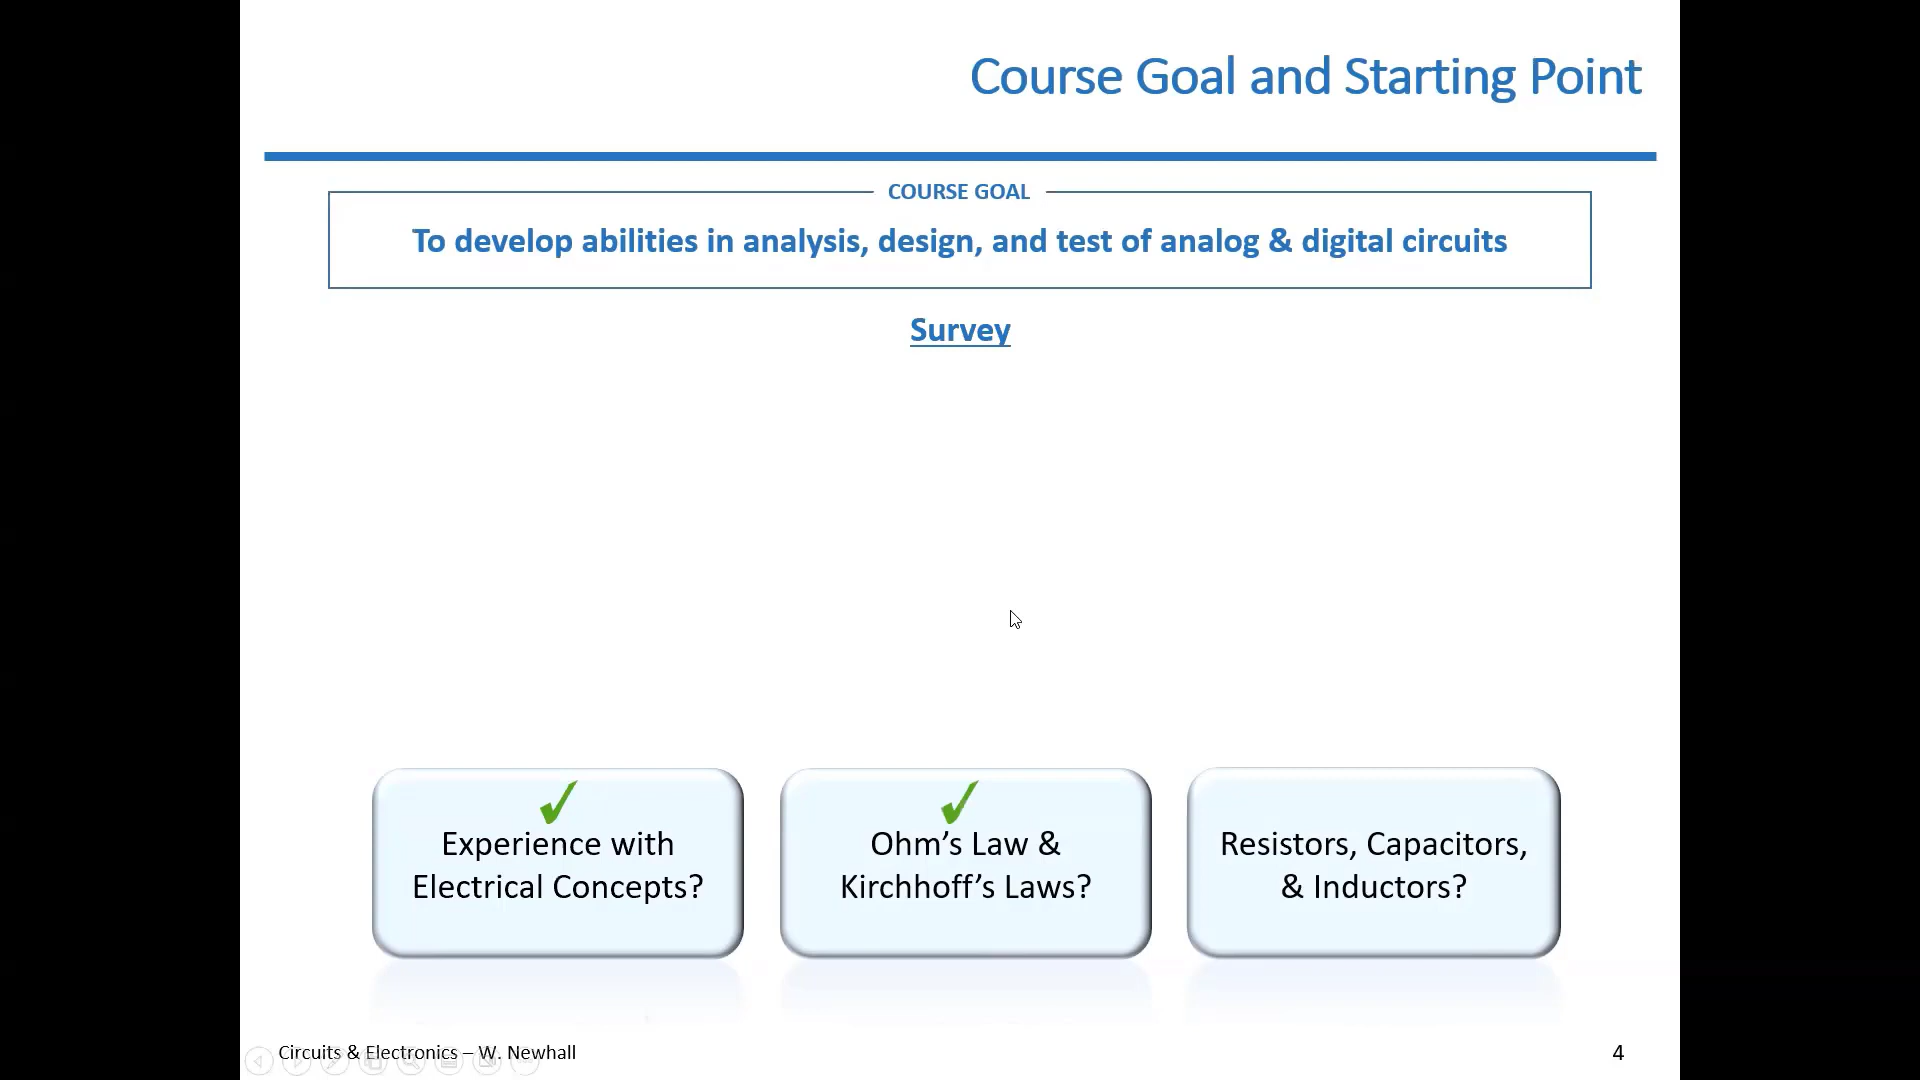 Course Goal and Starting Point
COURSE GOAL
To develop abilities in analysis, design, and test of analog & digital circuits
Survey
Experience with
Electrical Concepts?
Ohm’s Law &
Kirchhoff’s Laws?
Resistors, Capacitors,
& Inductors?
Circuits & Electronics – W. Newhall
4